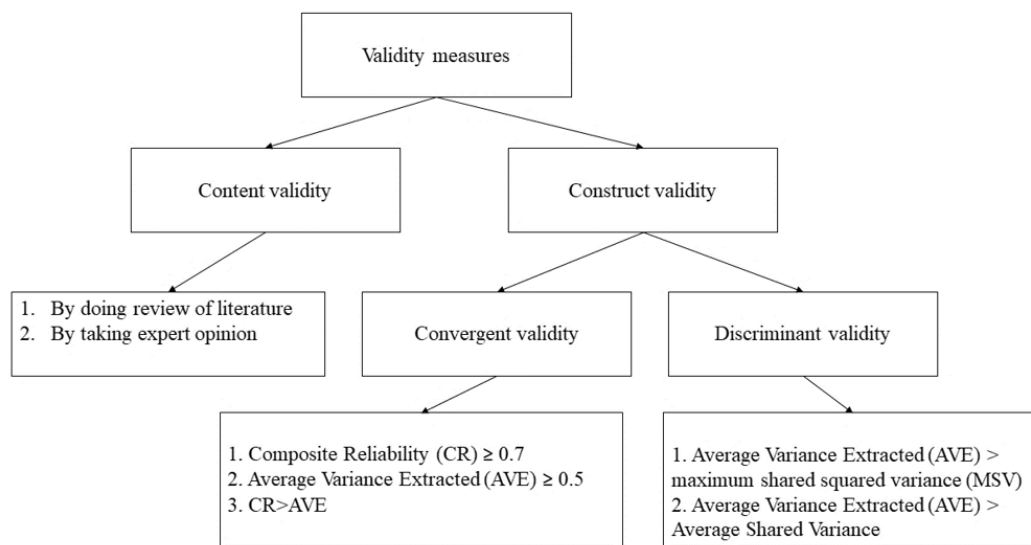 Validity measures
Content validity
Construct validity
1. By doing review of literature
2. By taking expert opinion
Convergent validity
Discriminant validity
1. Composite Reliability (CR) ≥ 0.7
2. Average Variance Extracted (AVE) ≥ 0.5
3. CR>AVE
1. Average Variance Extracted (AVE) >
maximum shared squared variance (MSV)
2. Average Variance Extracted (AVE) >
Average Shared Variance